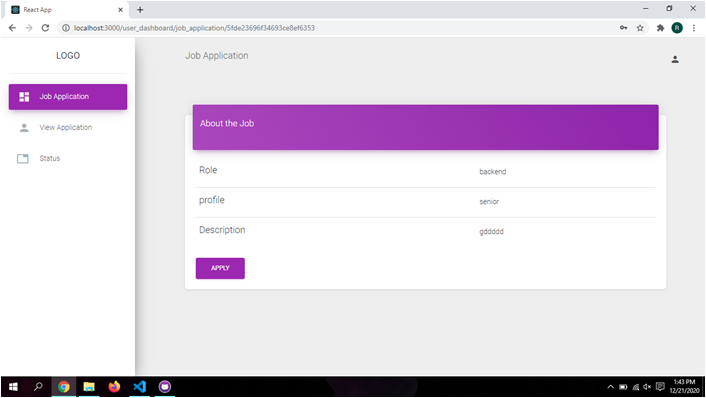 React App
localhost:3000/user_dashboard/job_application/5fde23696f34693ce8ef6353
R
LOGO
Job Application
Job Application
View Application
Status
About the Job
Role backend
profile senior
Description gddddd
APPLY
1:43 PM
12/21/2020